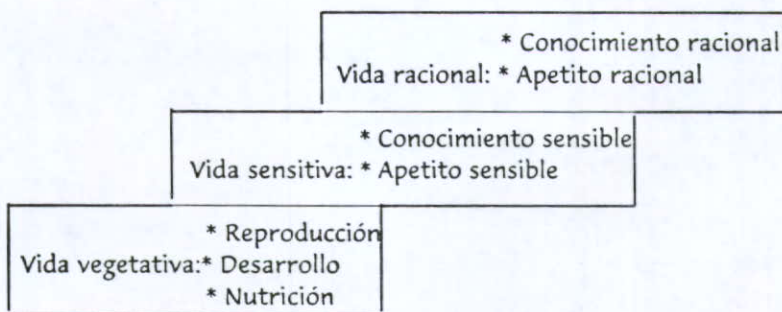 * Conocimiento racional
Vida racional: * Apetito racional
* Conocimiento sensible
Vida sensitiva: * Apetito sensible
* Reproducción
Vida vegetativa:* Desarrollo
* Nutrición